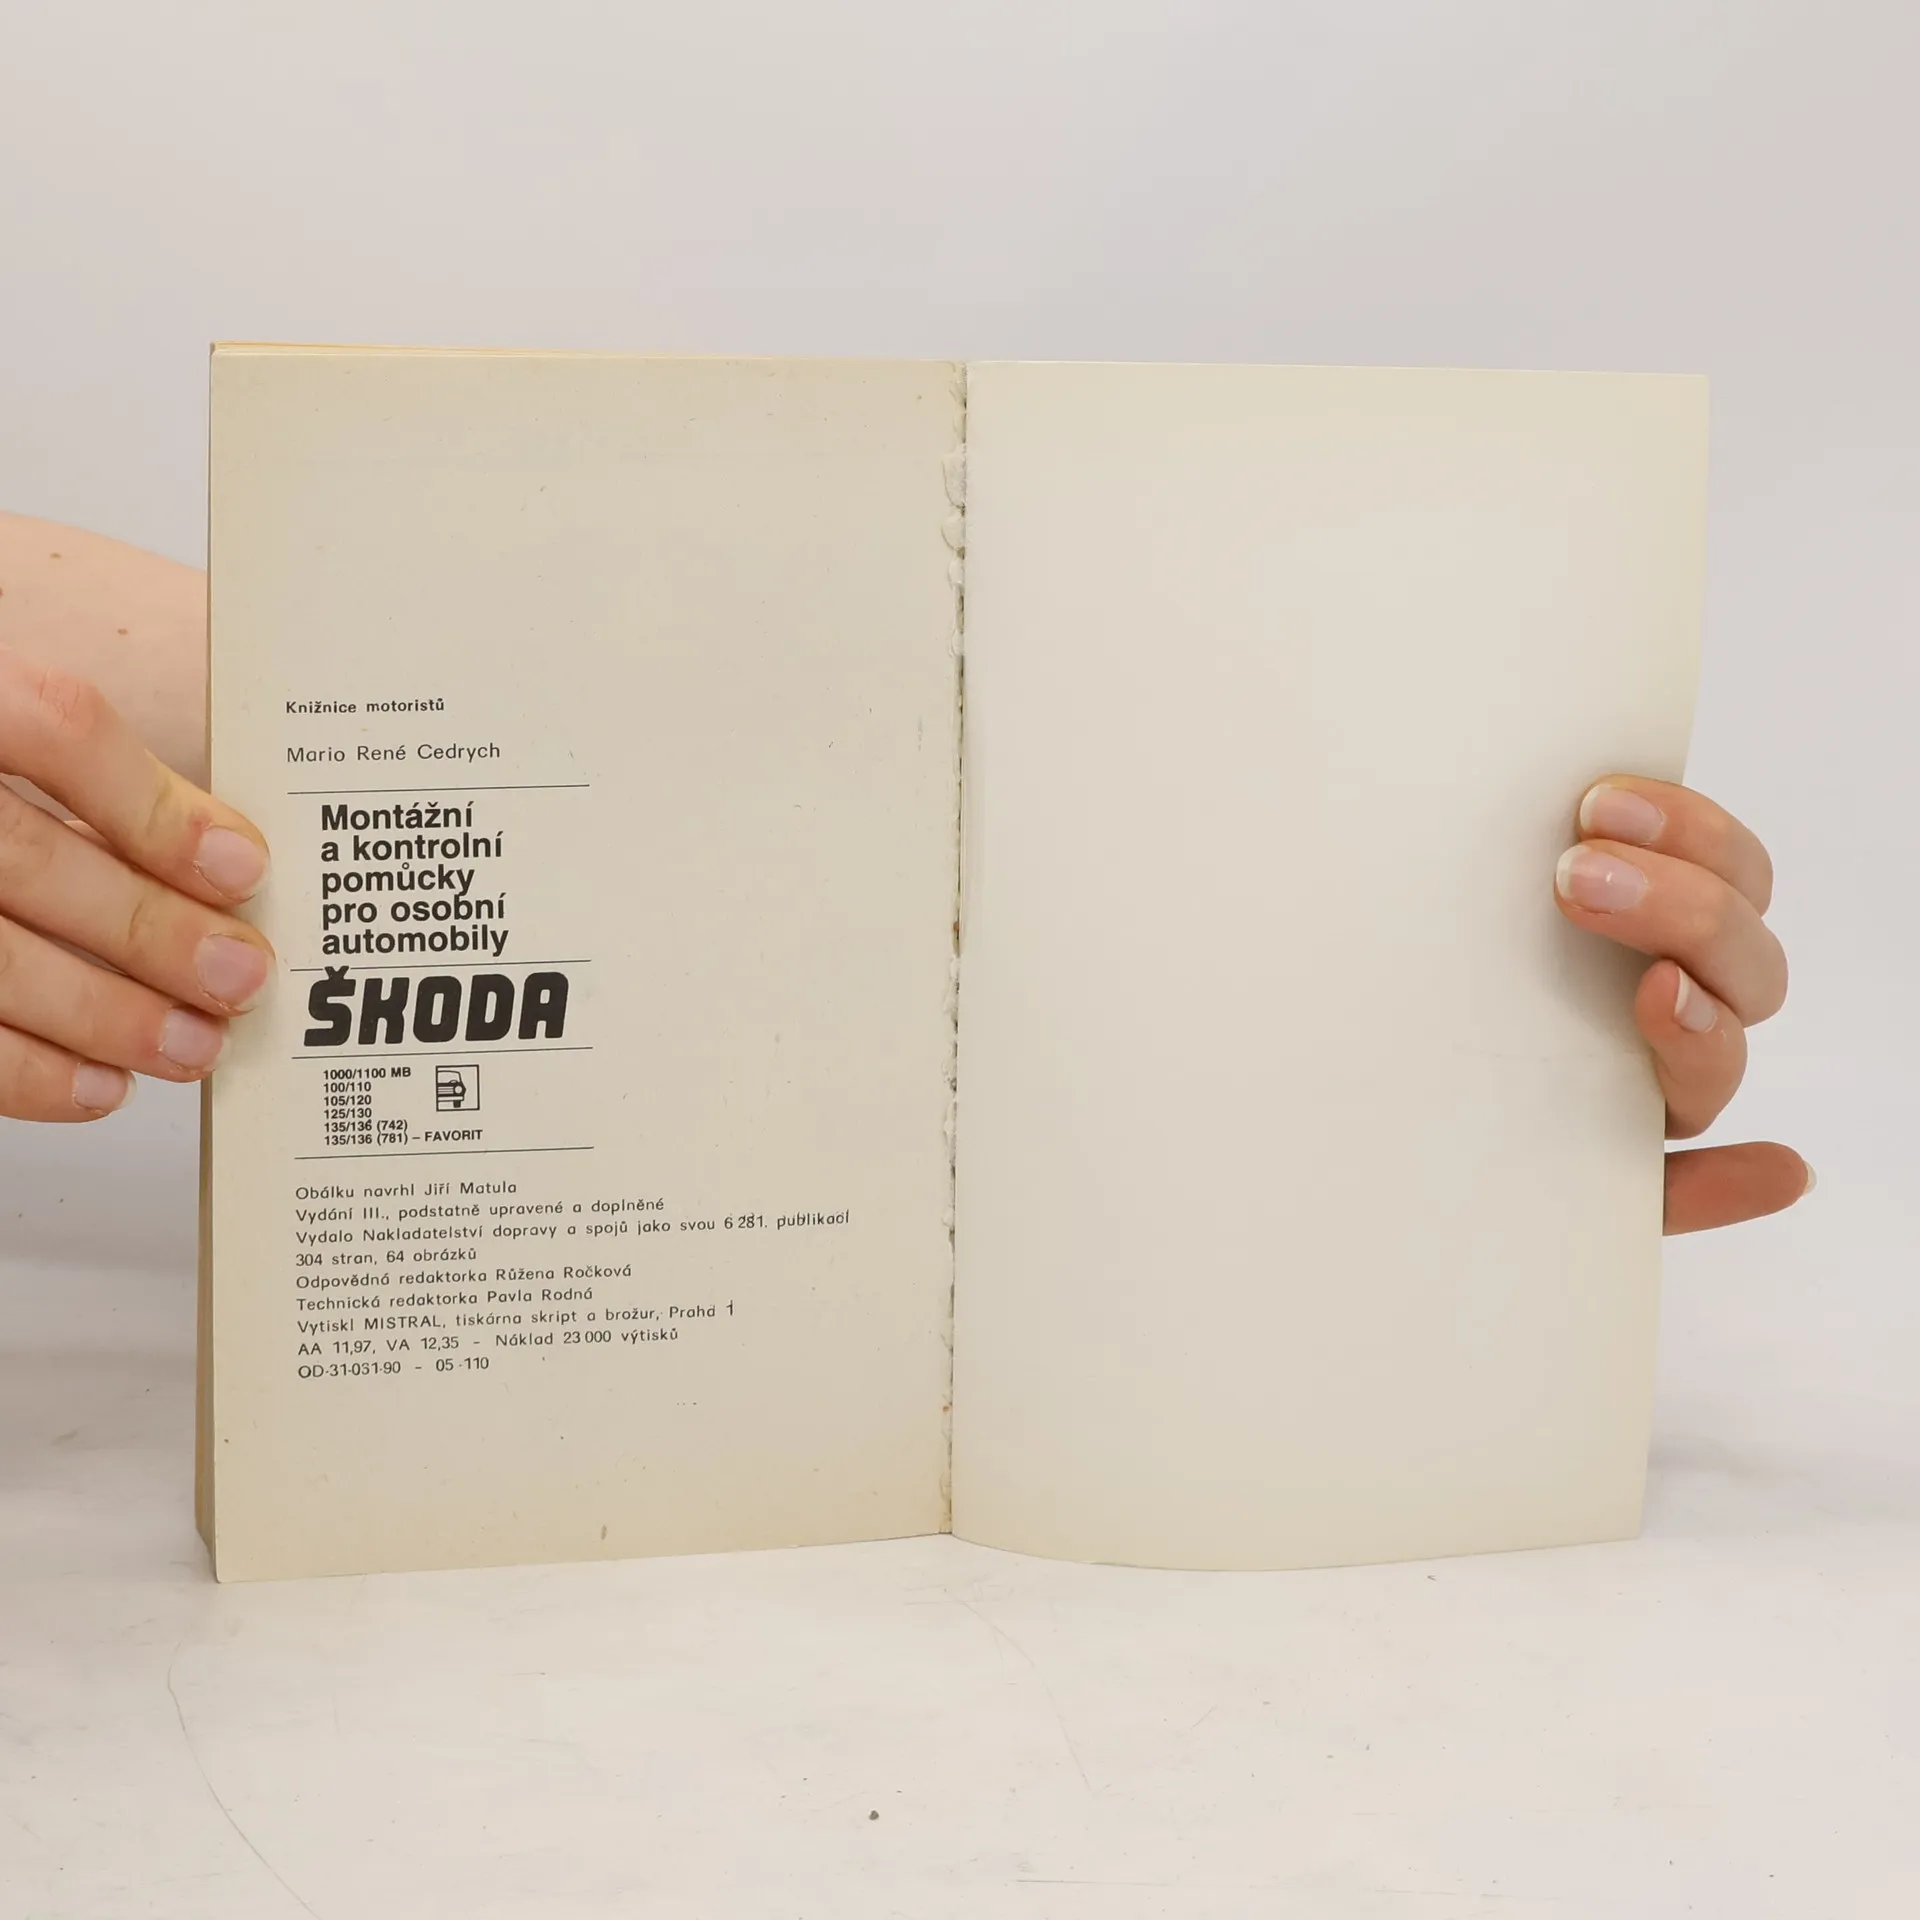 Knižnice motoristů
Mario René Cedrych
Montážní
a kontrolní
pomůcky
pro osobní
automobily
ŠKODA
1000/1100 MB
100/110
105/120
125/130
135/136 (742)
135/136 (781) – FAVORIT
Obálku navrhl Jiří Matula
Vydání III., podstatně upravené a doplněné
Vydalo Nakladatelství dopravy a spojů jako svou 6 281. publikaci
304 stran, 64 obrázků
Odpovědná redaktorka Růžena Ročková
Technická redaktorka Pavla Rodná
Vytiskl MISTRAL, tiskárna skript a brožur, Praha 1
AA 11,97, VA 12,35 – Náklad 23 000 výtisků
OD-31-031-90 – 05-110